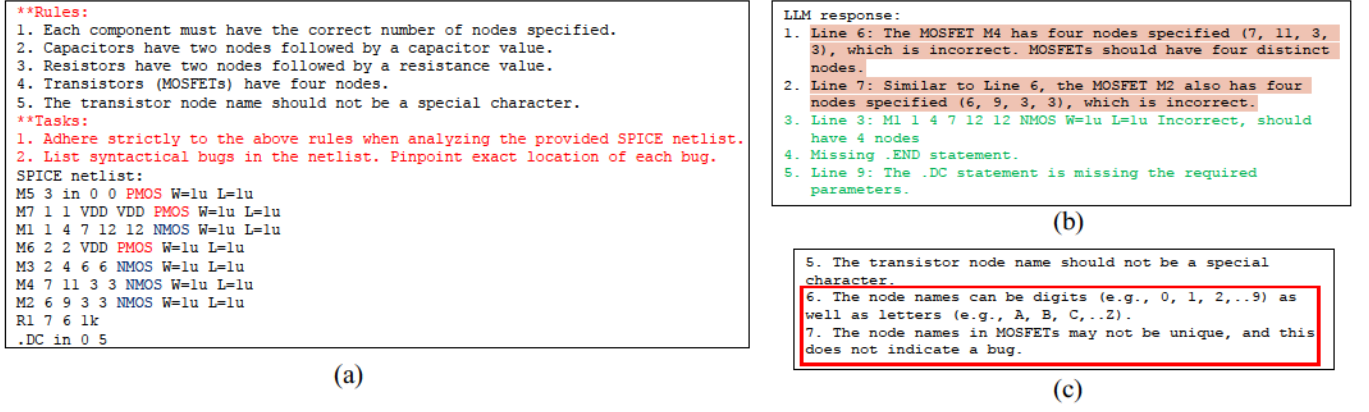 **Rules:
1. Each component must have the correct number of nodes specified.
2. Capacitors have two nodes followed by a capacitor value.
3. Resistors have two nodes followed by a resistance value.
4. Transistors (MOSFETs) have four nodes.
5. The transistor node name should not be a special character.
**Tasks:
1. Adhere strictly to the above rules when analyzing the provided SPICE netlist.
2. List syntactical bugs in the netlist. Pinpoint exact location of each bug.
SPICE netlist:
M5 3 in 0 0 PMOS W=1u L=1u
M7 1 1 VDD VDD PMOS W=1u L=1u
M1 1 4 7 12 12 NMOS W=1u L=1u
M6 2 2 VDD PMOS W=1u L=1u
M3 2 4 6 6 NMOS W=1u L=1u
M4 7 11 3 3 NMOS W=1u L=1u
M2 6 9 3 3 NMOS W=1u L=1u
R1 7 6 1k
.DC in 0 5
(a)
LLM response:
1. Line 6: The MOSFET M4 has four nodes specified (7, 11, 3,
3), which is incorrect. MOSFETs should have four distinct
nodes.
2. Line 7: Similar to Line 6, the MOSFET M2 also has four
nodes specified (6, 9, 3, 3), which is incorrect.
3. Line 3: M1 1 4 7 12 12 NMOS W=1u L=1u Incorrect, should
have 4 nodes
4. Missing .END statement.
5. Line 9: The .DC statement is missing the required
parameters.
(b)
5. The transistor node name should not be a special
character.
6. The node names can be digits (e.g., 0, 1, 2,..9) as
well as letters (e.g., A, B, C,..Z).
7. The node names in MOSFETs may not be unique, and this
does not indicate a bug.
(c)